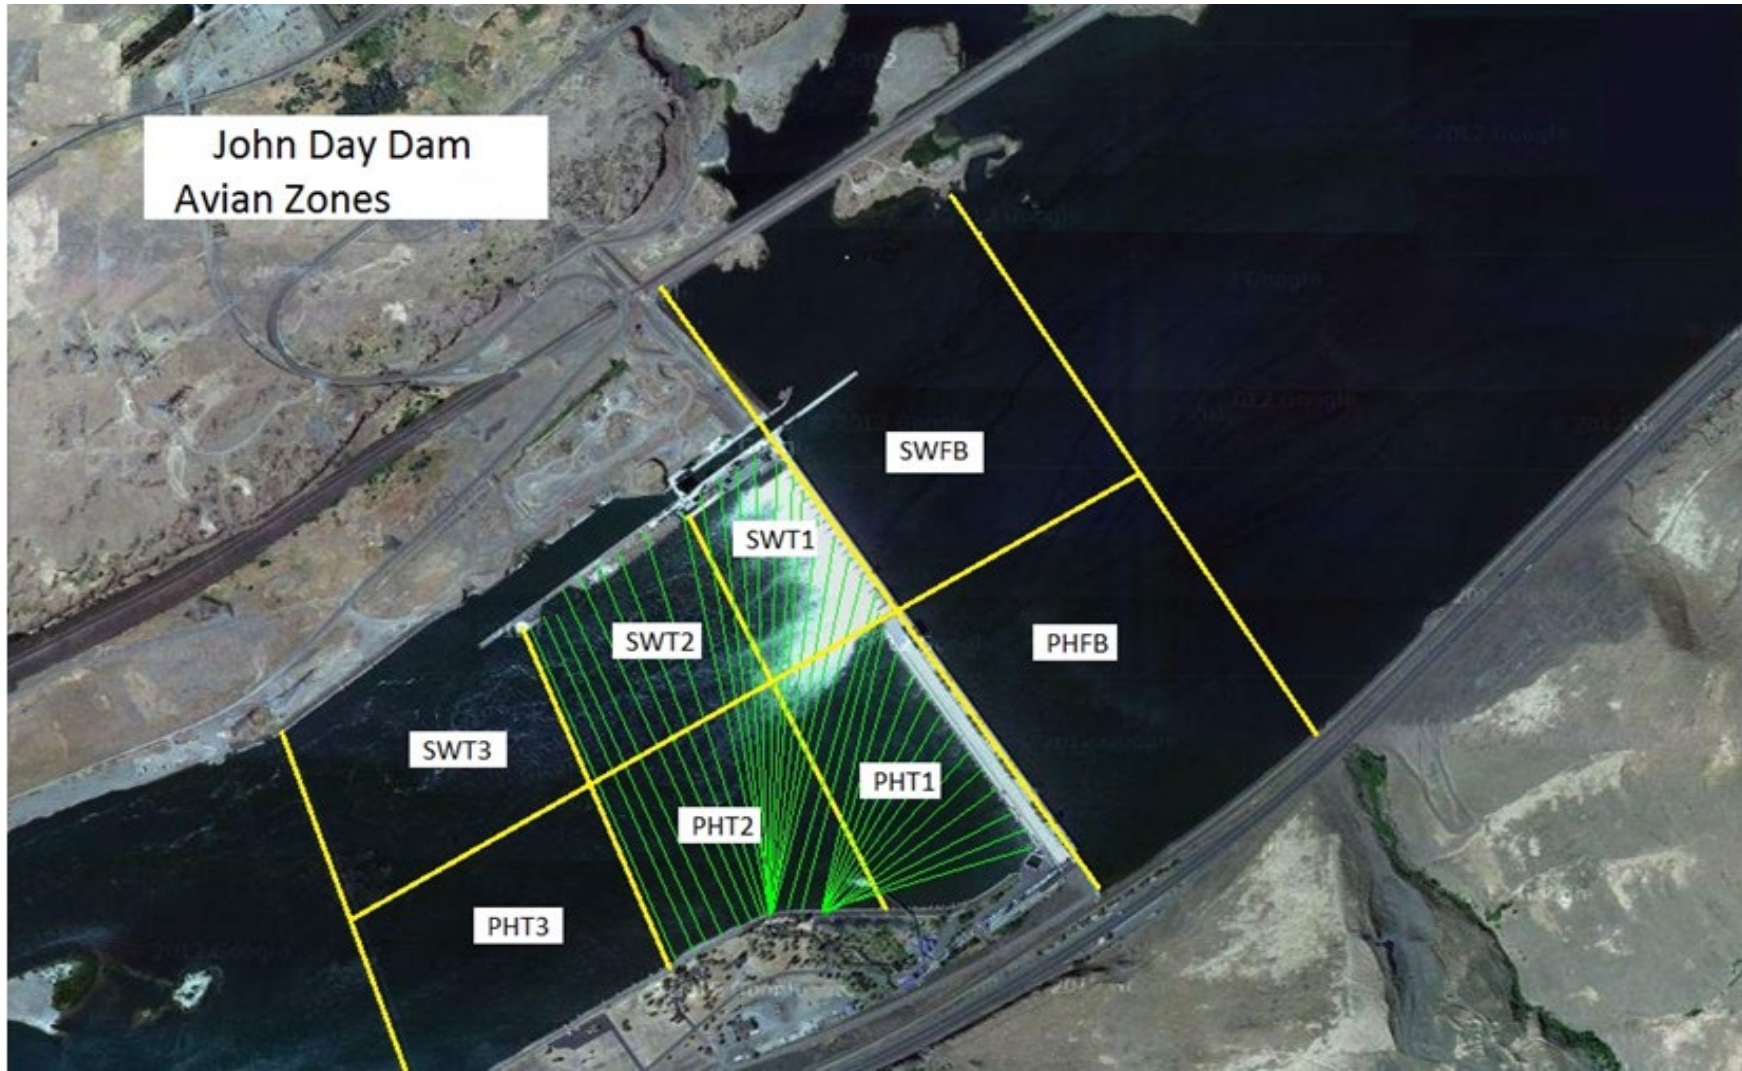 John Day Dam
Avian Zones
SWFB
SWT1
SWT2
PHFB
SWT3
PHT1
PHT2
PHT3